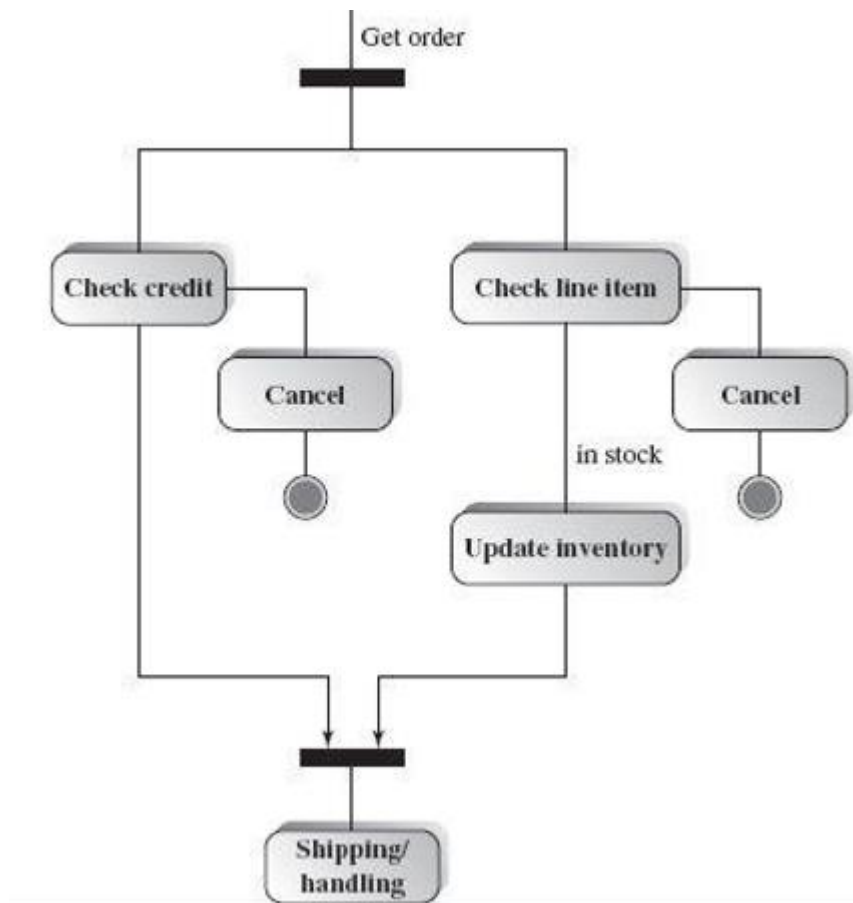 Get order
Check credit
Check line item
Cancel
Cancel
in stock
Update inventory
Shipping/
handling